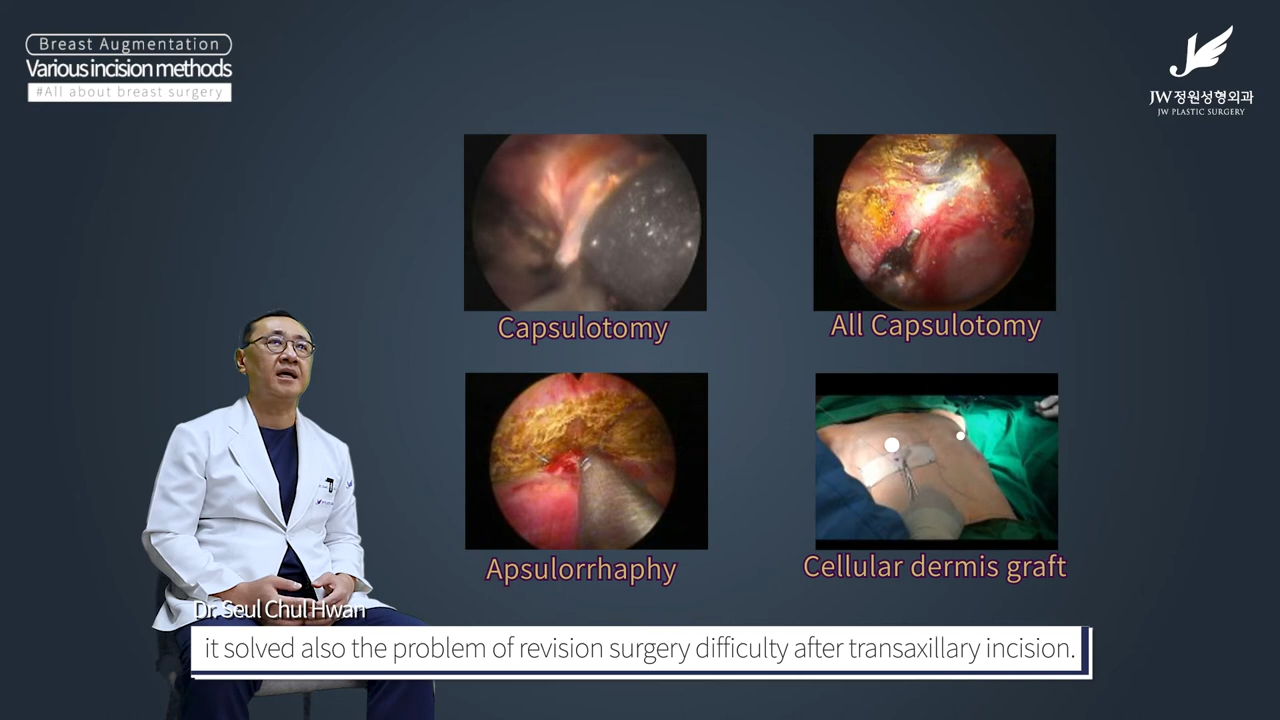 Breast Augmentation
Various incision methods
#All about breast surgery
JW정원성형외과
JW PLASTIC SURGERY
Capsulotomy
All Capsulotomy
Apsulorrhaphy
Cellular dermis graft
Dr. Seul Chul Hwan
it solved also the problem of revision surgery difficulty after transaxillary incision.